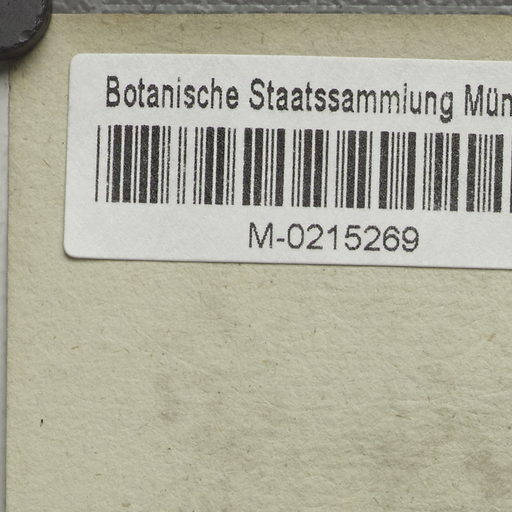 Botanische Staatssammlung Mün
M-0215269